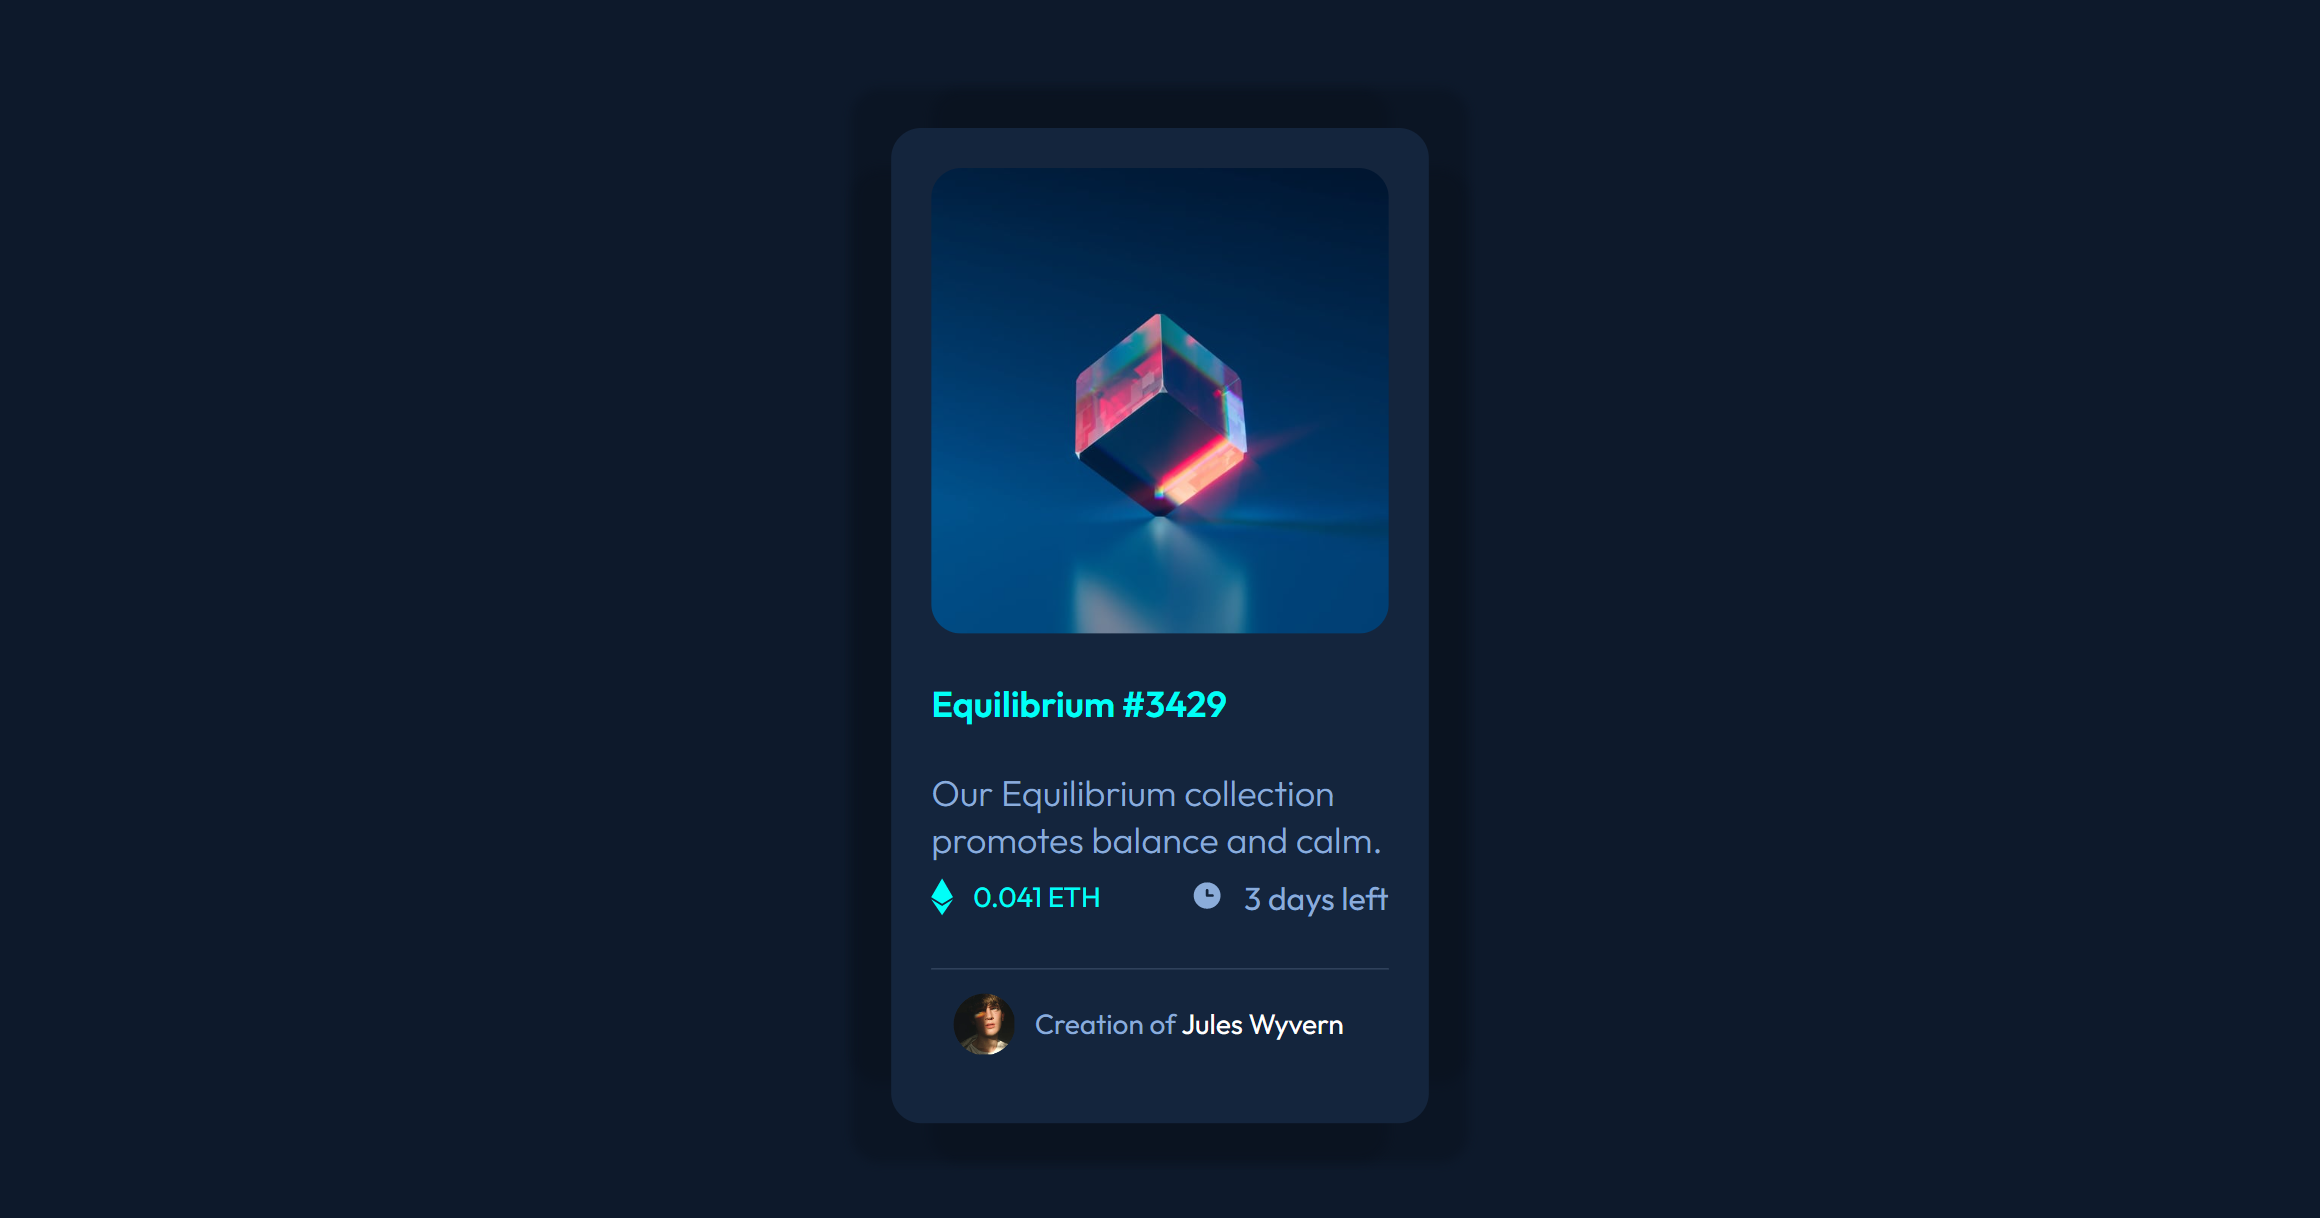 Equilibrium #3429
Our Equilibrium collection
promotes balance and calm.
0.041 ETH
3 days left
Creation of Jules Wyvern